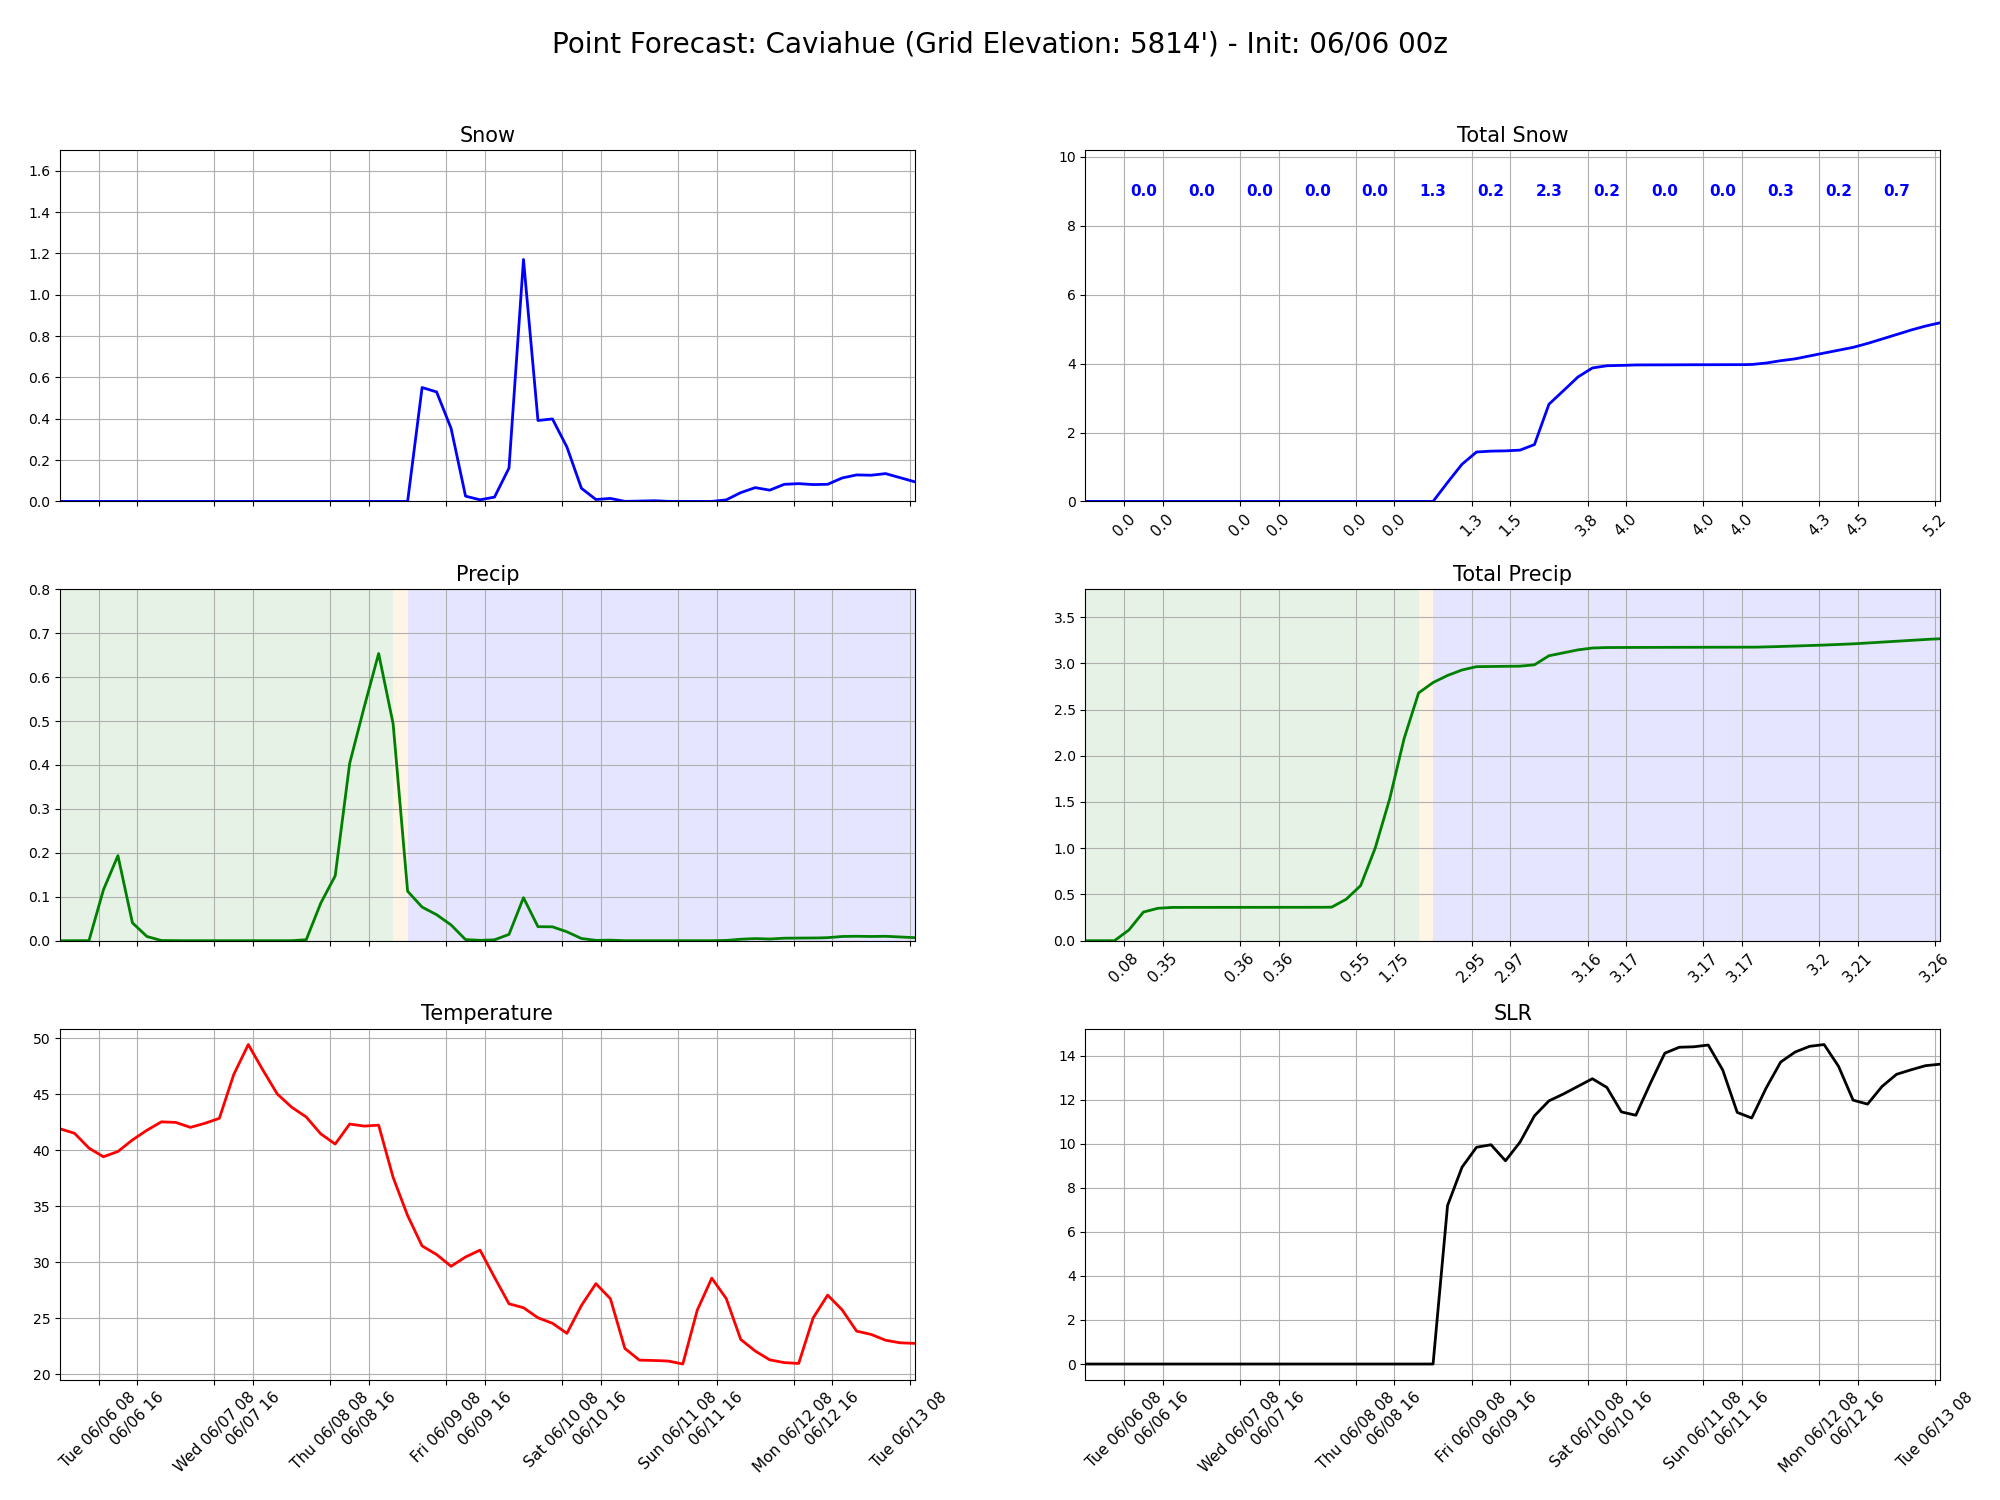 Point Forecast: Caviahue (Grid Elevation: 5814') - Init: 06/06 00z
Snow
1.6
1.4
1.2
1.0
0.8
0.6
0.4
0.2
0.0
Total Snow
10
8
6
4
2
0
0.0 0.0 0.0 0.0 0.0 1.3 0.2 2.3 0.2 0.0 0.0 0.3 0.2 0.7
0.0 0.0 0.0 0.0 0.0 0.0 1.3 1.5 3.8 4.0 4.0 4.0 4.3 4.5 5.2
Precip
0.8
0.7
0.6
0.5
0.4
0.3
0.2
0.1
0.0
Total Precip
3.5
3.0
2.5
2.0
1.5
1.0
0.5
0.0
0.08 0.35 0.36 0.36 0.55 1.75 2.95 2.97 3.16 3.17 3.17 3.17 3.2 3.21 3.26
Temperature
50
45
40
35
30
25
20
Tue 06/06 08
06/06 16
Wed 06/07 08
06/07 16
Thu 06/08 08
06/08 16
Fri 06/09 08
06/09 16
Sat 06/10 08
06/10 16
Sun 06/11 08
06/11 16
Mon 06/12 08
06/12 16
Tue 06/13 08
SLR
14
12
10
8
6
4
2
0
Tue 06/06 08
06/06 16
Wed 06/07 08
06/07 16
Thu 06/08 08
06/08 16
Fri 06/09 08
06/09 16
Sat 06/10 08
06/10 16
Sun 06/11 08
06/11 16
Mon 06/12 08
06/12 16
Tue 06/13 08